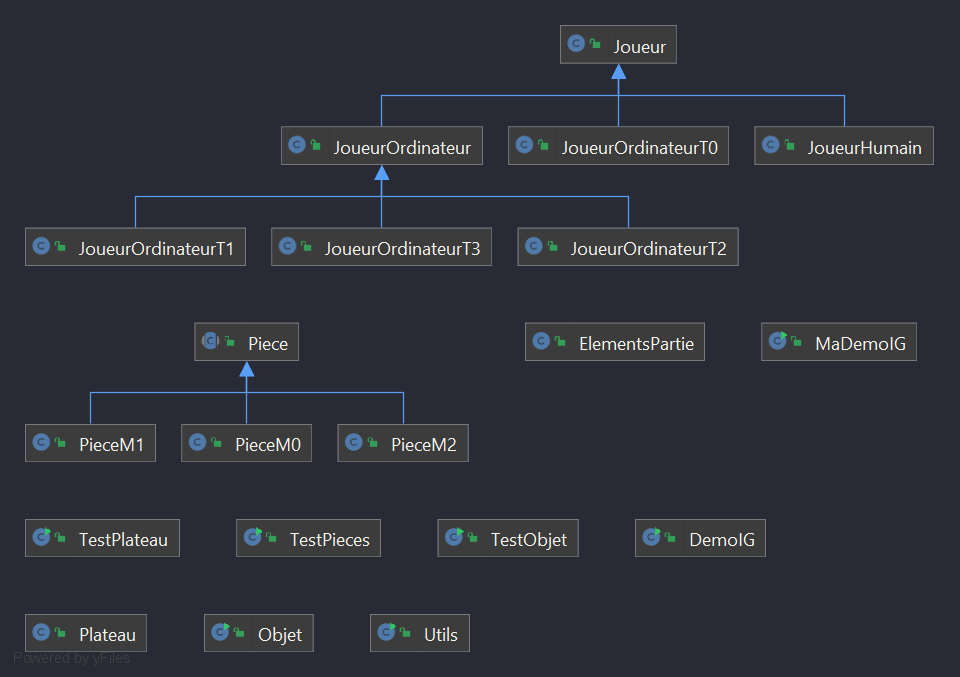 Joueur
JoueurOrdinateur JoueurOrdinateurT0 JoueurHumain
JoueurOrdinateurT1 JoueurOrdinateurT3 JoueurOrdinateurT2
Piece ElementsPartie MaDemoIG
PieceM1 PieceM0 PieceM2
TestPlateau TestPieces TestObjet DemoIG
Plateau Objet Utils
Powered by yFiles